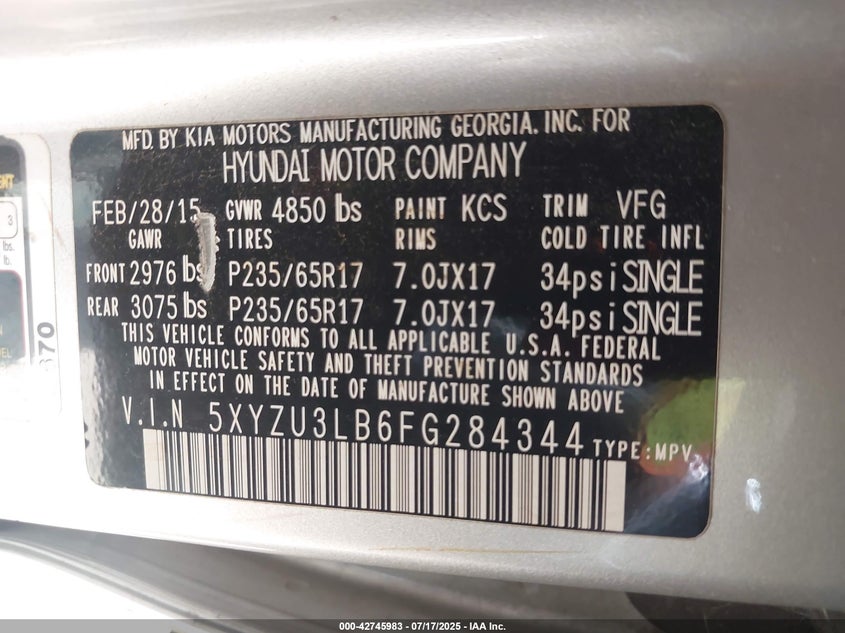 MFD. BY KIA MOTORS MANUFACTURING GEORGIA. INC. FOR
HYUNDAI MOTOR COMPANY
FEB/28/15 GVWR 4850 lbs PAINT KCS TRIM VFG
GAWR TIRES RIMS COLD TIRE INFL
FRONT 2976 lbs P235/65R17 7.0JX17 34psi SINGLE
REAR 3075 lbs P235/65R17 7.0JX17 34psi SINGLE
THIS VEHICLE CONFORMS TO ALL APPLICABLE U.S.A. FEDERAL
MOTOR VEHICLE SAFETY AND THEFT PREVENTION STANDARDS
IN EFFECT ON THE DATE OF MANUFACTURE SHOWN ABOVE
V.I.N 5XYZU3LB6FG284344 TYPE:MPV
3
lbs.
lb.
000-42745983 / 07/17/2025 - IAA Inc.